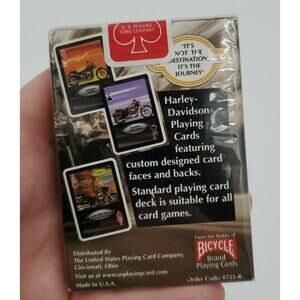 U. S. PLAYING
CARD COMPANY
"IT'S
NOT THE
DESTINATION,
IT'S THE
JOURNEY"
Harley-
Davidson
Playing
Cards
featuring
custom designed card
faces and backs.
Standard playing card
deck is suitable for all
card games.
From the Makers of
BICYCLE
Brand
Playing Cards
Distributed By
The United States Playing Card Company,
Cincinnati, Ohio
Visit us at www.usplayingcard.com
Made in U.S.A.
Order Code: #725-R-